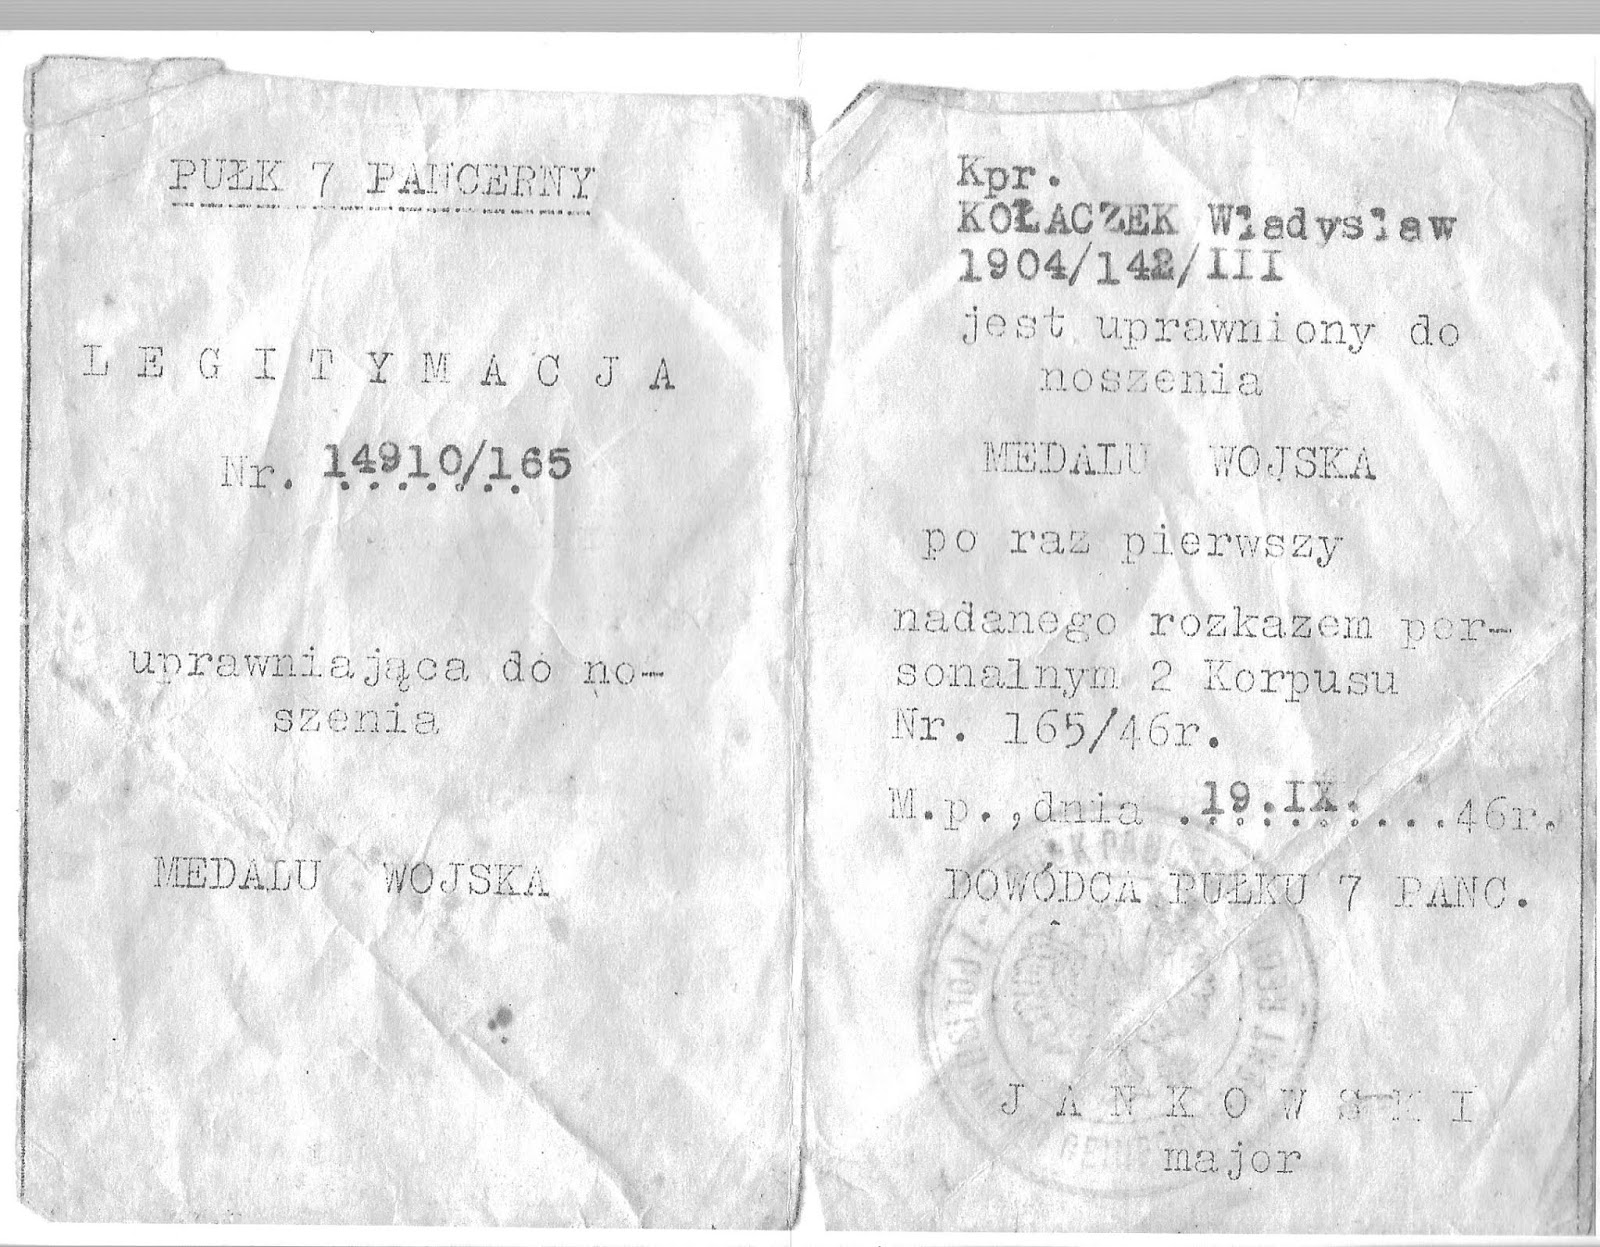 PUŁK 7 PANCERNY
L E G I T Y M A C J A
Nr. 14910/165
uprawniająca do no-
szenia
MEDALU WOJSKA
Kpr.
KOŁACZEK Władysław
1904/142/III
jest uprawniony do
noszenia
MEDALU WOJSKA
po raz pierwszy
nadanego rozkazem per-
sonalnym 2 Korpusu
Nr. 165/46r.
M.p., dnia .19.IX. ...46r.
DOWÓDCA PUŁKU 7 PANC.
J A N K O W S K I
major